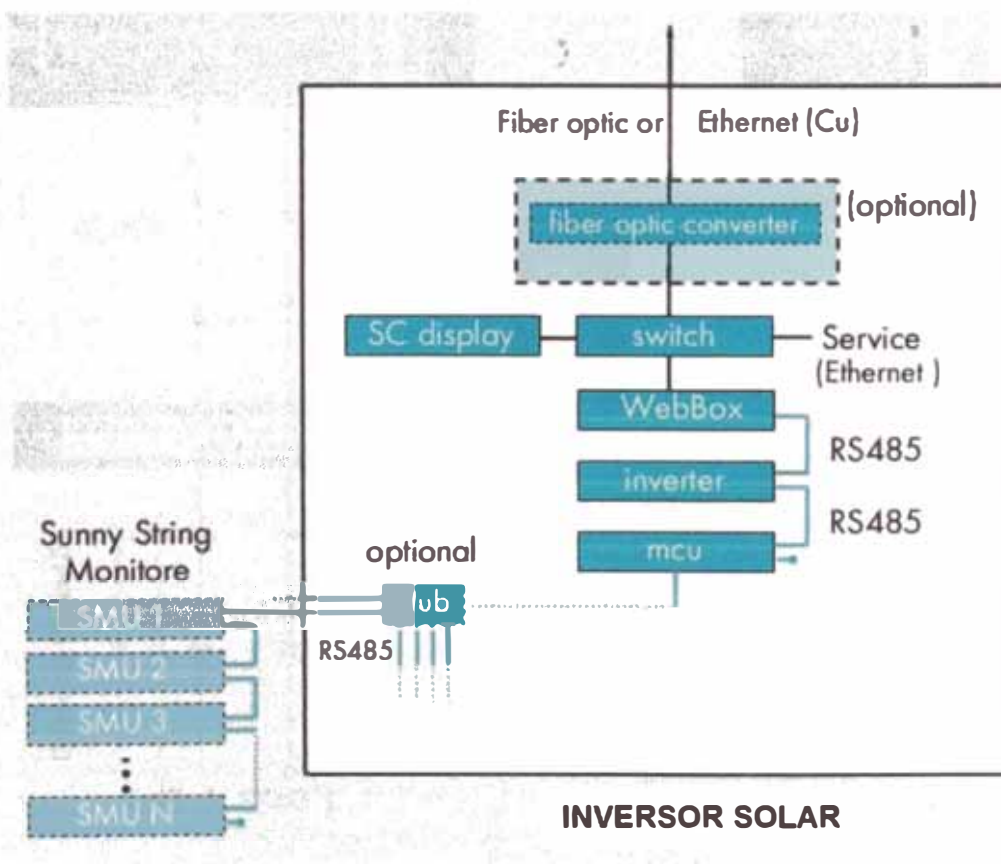 Fiber optic or Ethernet (Cu)
(optional)
fiber optic converter
SC display
switch
Service
(Ethernet )
WebBox
RS485
inverter
RS485
mcu
Sunny String
Monitore
optional
SMU 1
ub
RS485
SMU 2
SMU 3
SMU N
INVERSOR SOLAR